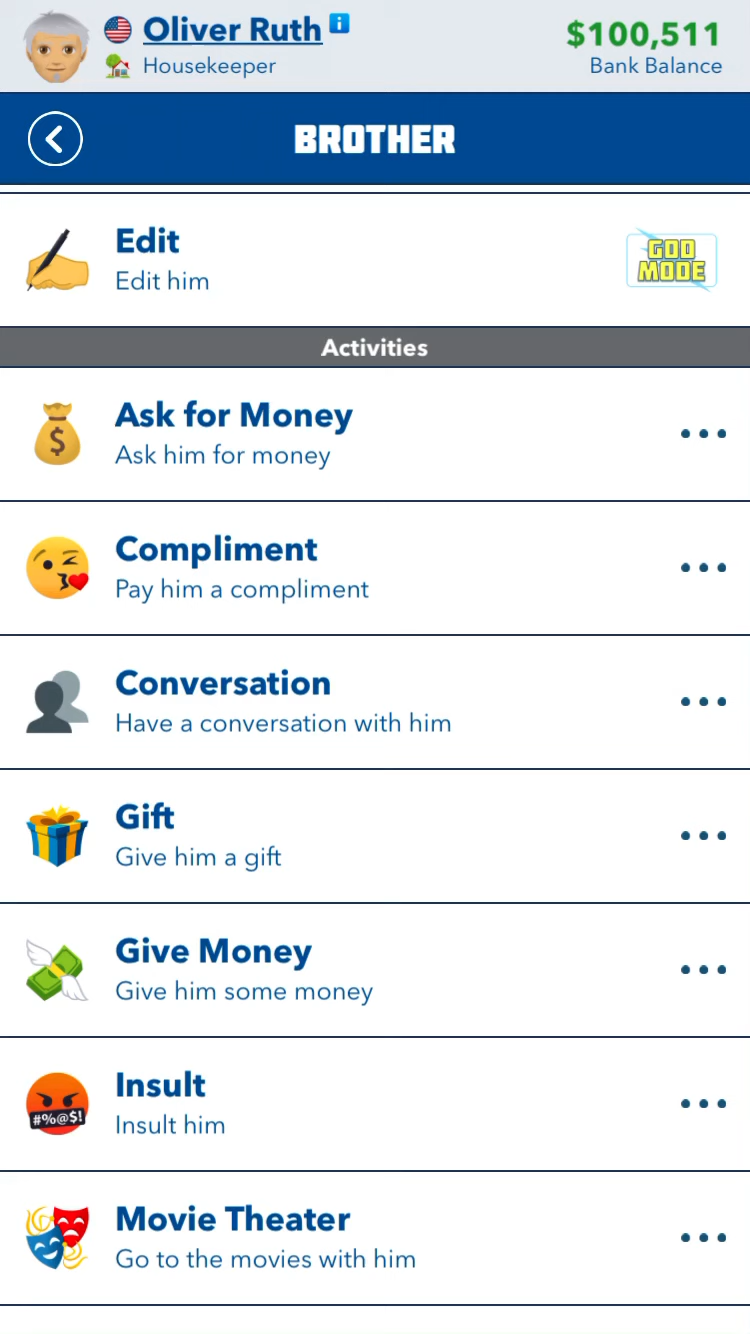 Oliver Ruth
Housekeeper
$100,511
Bank Balance
BROTHER
Edit
Edit him
GOD MODE
Activities
Ask for Money
Ask him for money
Compliment
Pay him a compliment
Conversation
Have a conversation with him
Gift
Give him a gift
Give Money
Give him some money
#%@$!
Insult
Insult him
Movie Theater
Go to the movies with him